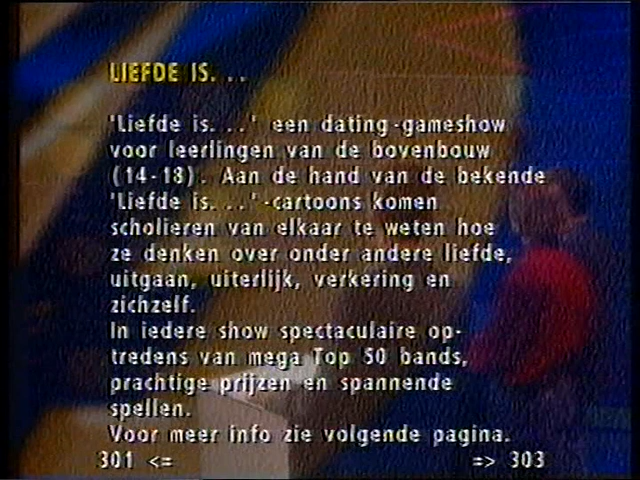 LIEFDE IS. . .
'Liefde is. . .' een dating-gameshow
voor leerlingen van de bovenbouw
(14-18). Aan de hand van de bekende
'Liefde is. . .'-cartoons komen
scholieren van elkaar te weten hoe
ze denken over onder andere liefde,
uitgaan, uiterlijk, verkering en
zichzelf.
In iedere show spectaculaire op-
tredens van mega Top 50 bands,
prachtige prijzen en spannende
spellen.
Voor meer info zie volgende pagina.
301 <= => 303